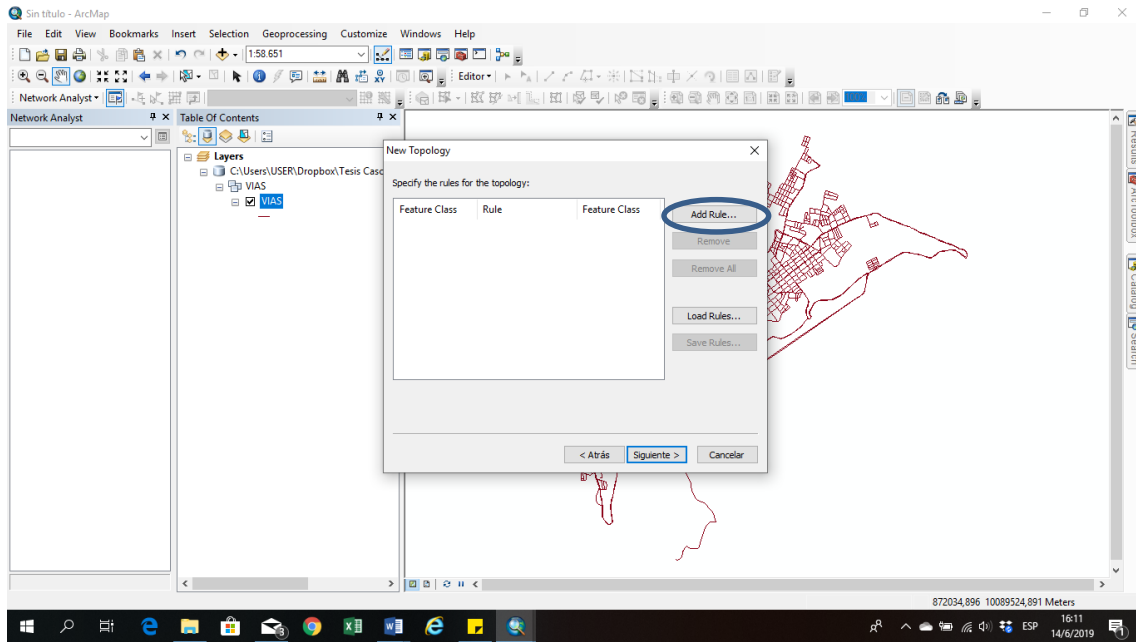 Sin título - ArcMap
File Edit View Bookmarks Insert Selection Geoprocessing Customize Windows Help
1:58.651
Editor
Network Analyst
Network Analyst
Table Of Contents
Layers
C:\Users\USER\Dropbox\Tesis Casc
VIAS
VIAS
New Topology
Specify the rules for the topology:
Feature Class Rule Feature Class
Add Rule...
Remove
Remove All
Load Rules...
Save Rules...
< Atrás Siguiente > Cancelar
Results
ArcToolbox
Catalog
Search
872034,896 10089524,891 Meters
ESP
16:11
14/6/2019